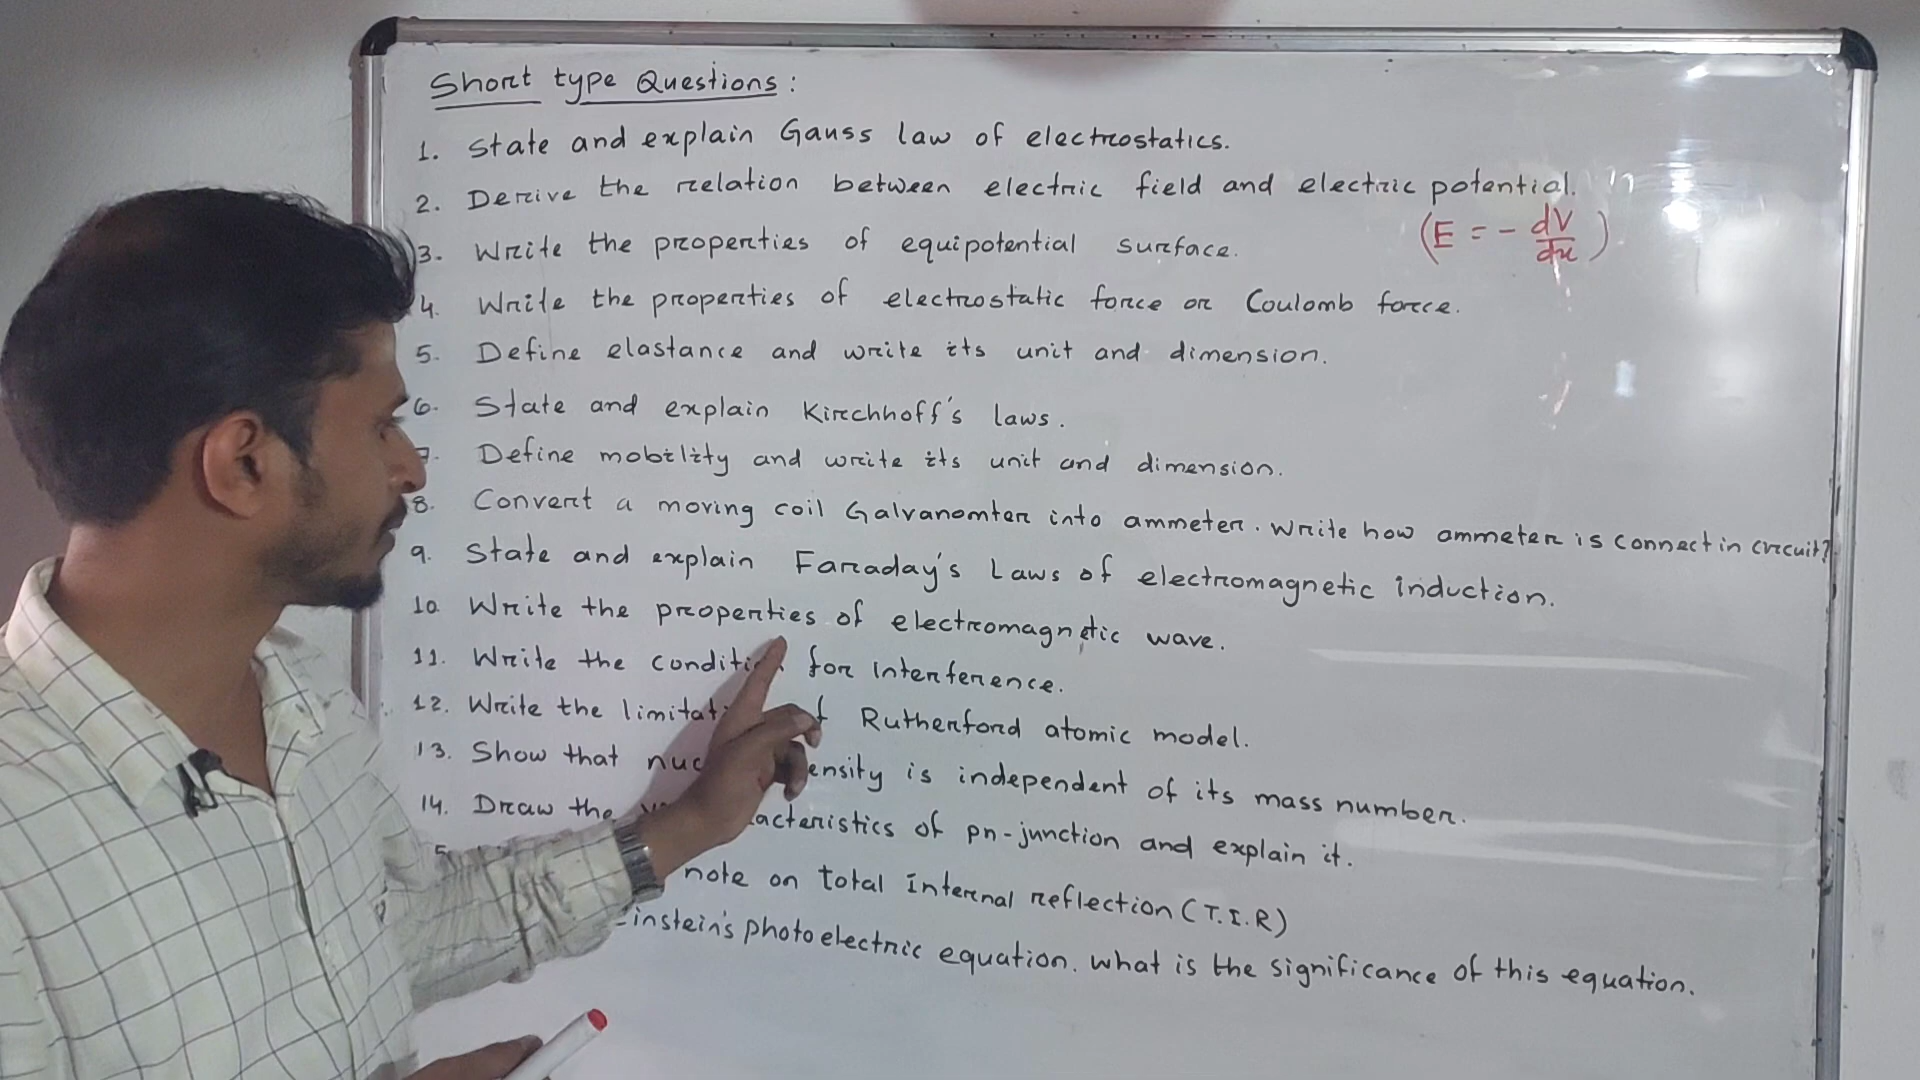 Short type Questions :
1. State and explain Gauss law of electrostatics.
2. Derive the relation between electric field and electric potential.
(E = - dV/dx)
3. Write the properties of equipotential surface.
4. Write the properties of electrostatic force or Coulomb force.
5. Define elastance and write its unit and dimension.
6. State and explain Kirchhoff's laws.
7. Define mobility and write its unit and dimension.
8. Convert a moving coil Galvanomter into ammeter. Write how ammeter is connect in circuit?
9. State and explain Faraday's Laws of electromagnetic induction.
10. Write the properties of electromagnetic wave.
11. Write the for Interference.
12. Write the Rutherford atomic model.
13. Show that is independent of its mass number.
14. Draw the of pn-junction and explain it.
note on total Internal reflection (T.I.R)
photoelectric equation. What is the significance of this equation.